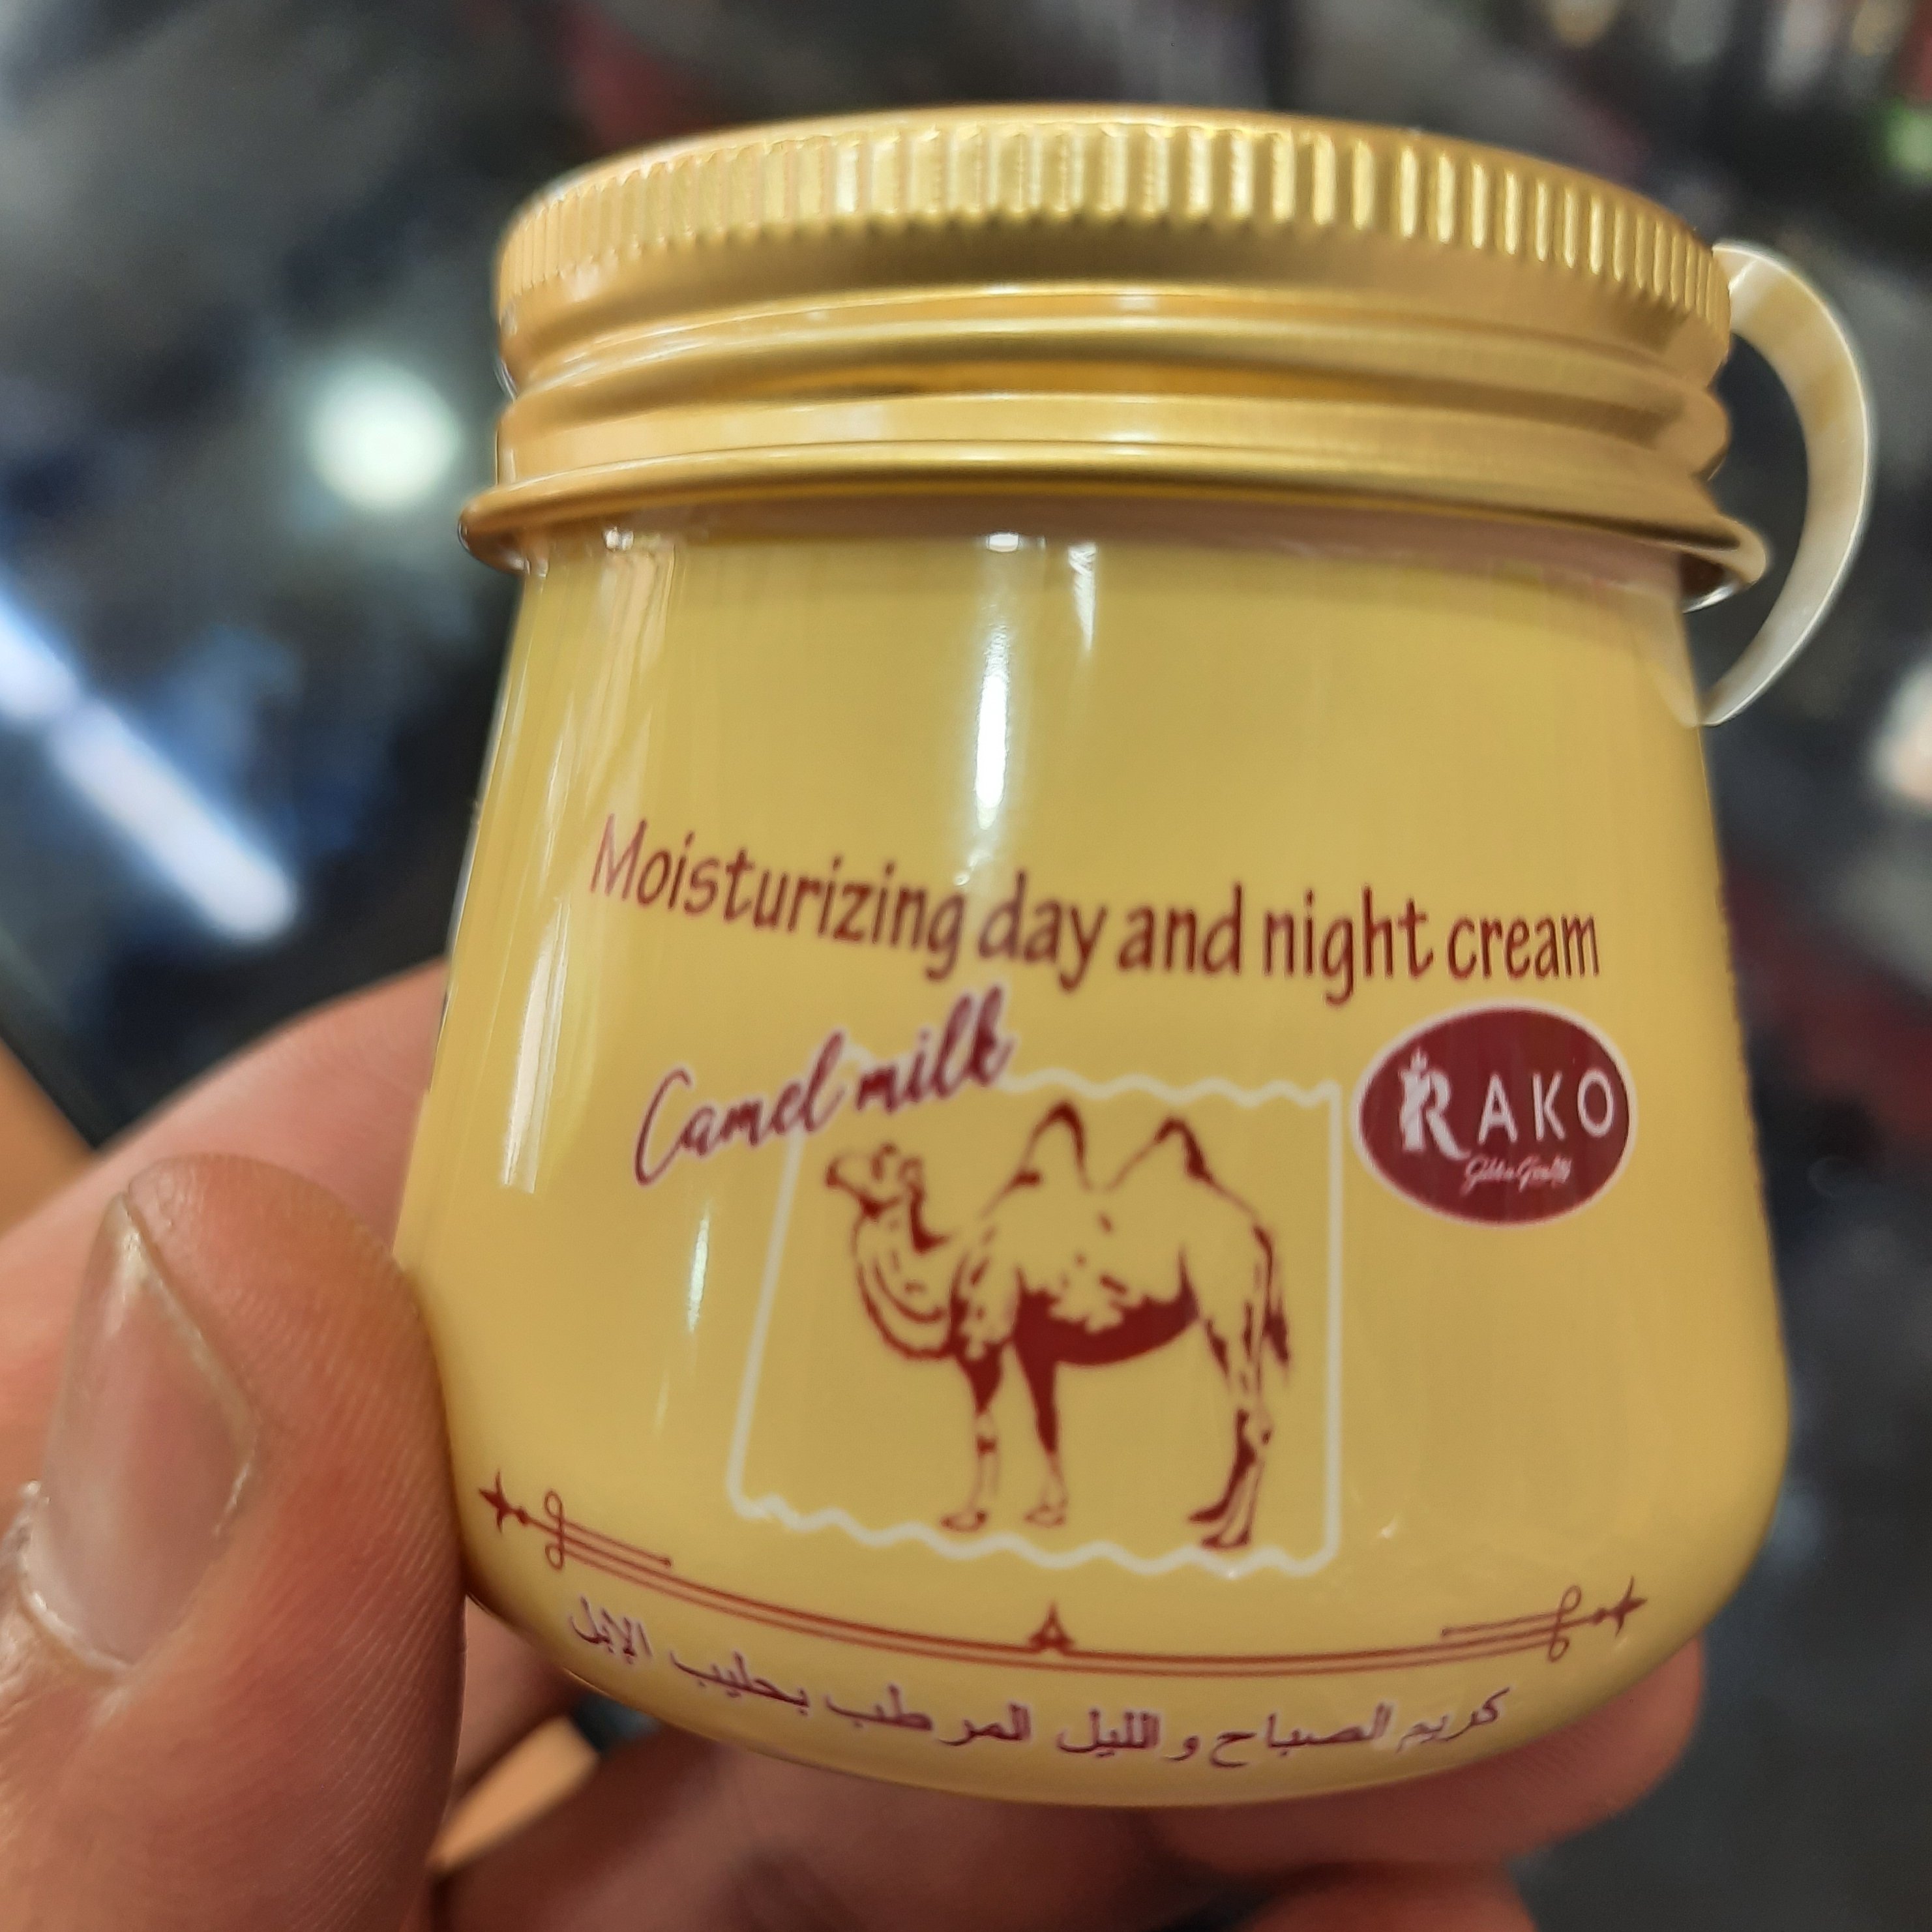 Moisturizing day and night cream
Camel milk
RAKO
كريم الصباح و الليل المرطب بحليب الإبل